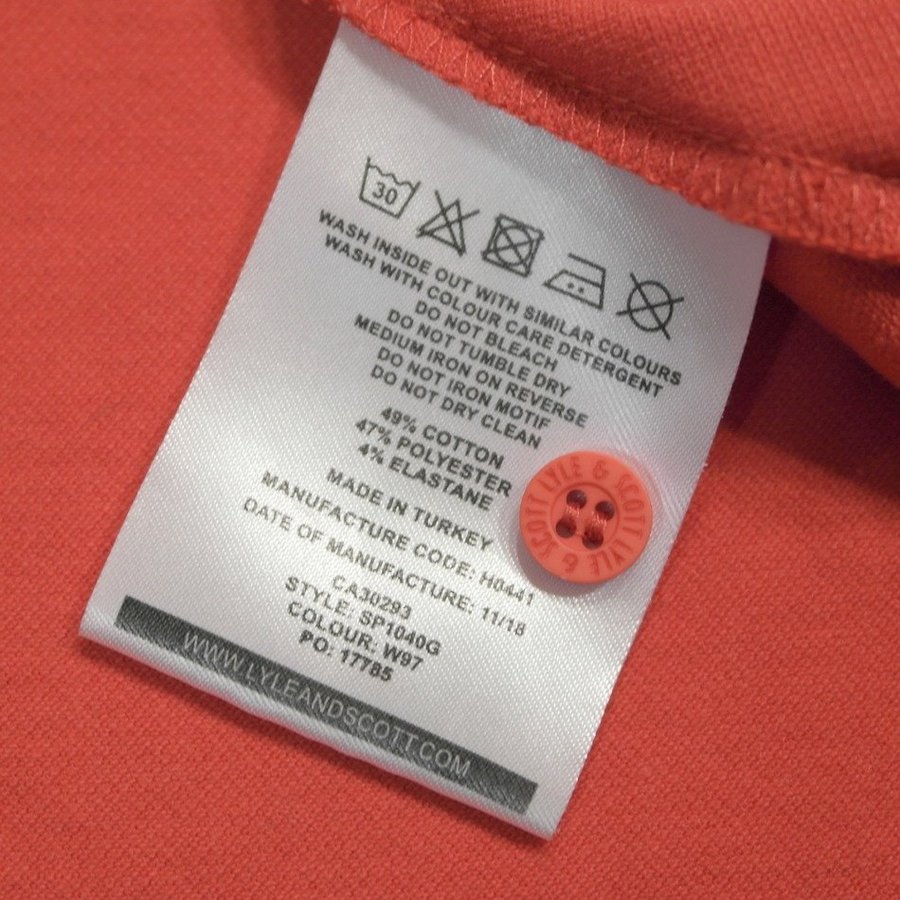 30
WASH INSIDE OUT WITH SIMILAR COLOURS
WASH WITH COLOUR CARE DETERGENT
DO NOT BLEACH
DO NOT TUMBLE DRY
MEDIUM IRON ON REVERSE
DO NOT IRON MOTIF
DO NOT DRY CLEAN
49% COTTON
47% POLYESTER
4% ELASTANE
MADE IN TURKEY
MANUFACTURE CODE: H0441
DATE OF MANUFACTURE: 11/18
CA30293
STYLE: SP1040G
COLOUR: W97
PO: 17785
WWW.LYLEANDSCOTT.COM
LYLE & SCOTT LYLE & SCOTT